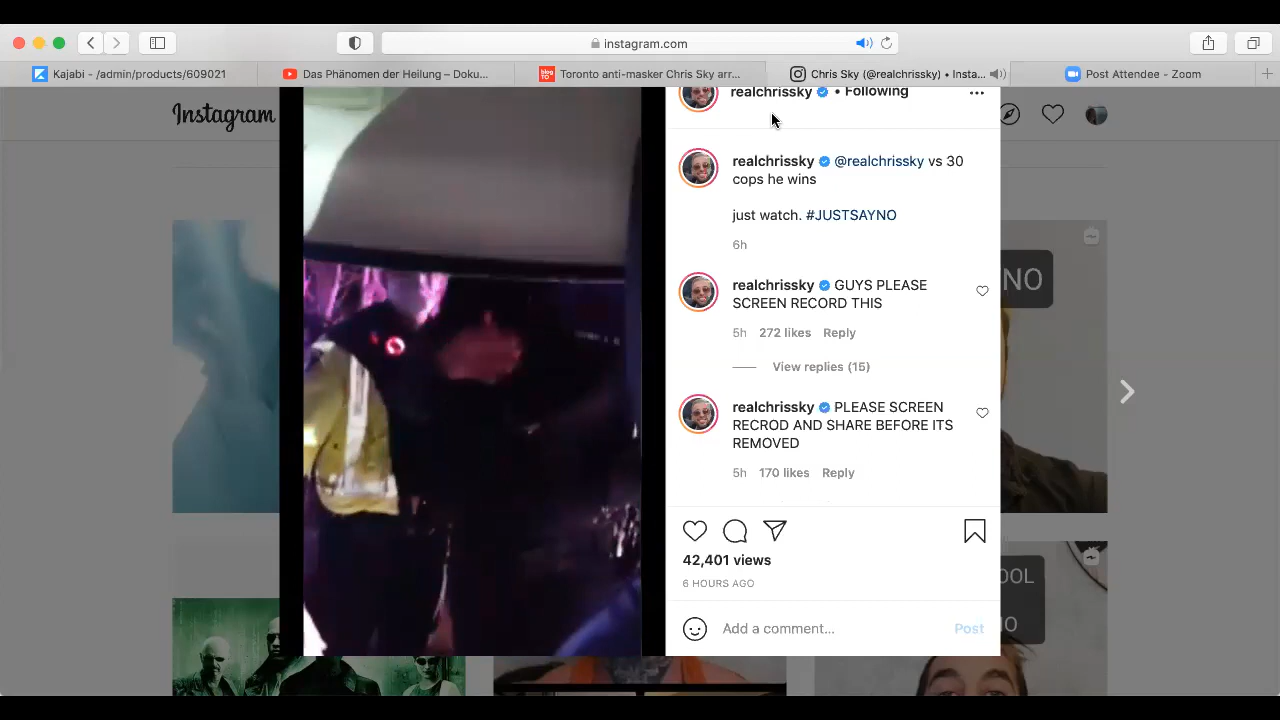 instagram.com
Kajabi - /admin/products/609021
Das Phänomen der Heilung – Doku...
blog TO
Toronto anti-masker Chris Sky arr...
Chris Sky (@realchrissky) • Insta...
Post Attendee - Zoom
Instagram
realchrissky • Following
realchrissky @realchrissky vs 30
cops he wins
just watch. #JUSTSAYNO
6h
realchrissky GUYS PLEASE
SCREEN RECORD THIS
5h 272 likes Reply
View replies (15)
realchrissky PLEASE SCREEN
RECROD AND SHARE BEFORE ITS
REMOVED
5h 170 likes Reply
42,401 views
6 HOURS AGO
Add a comment...
Post
NO
OOL
IO